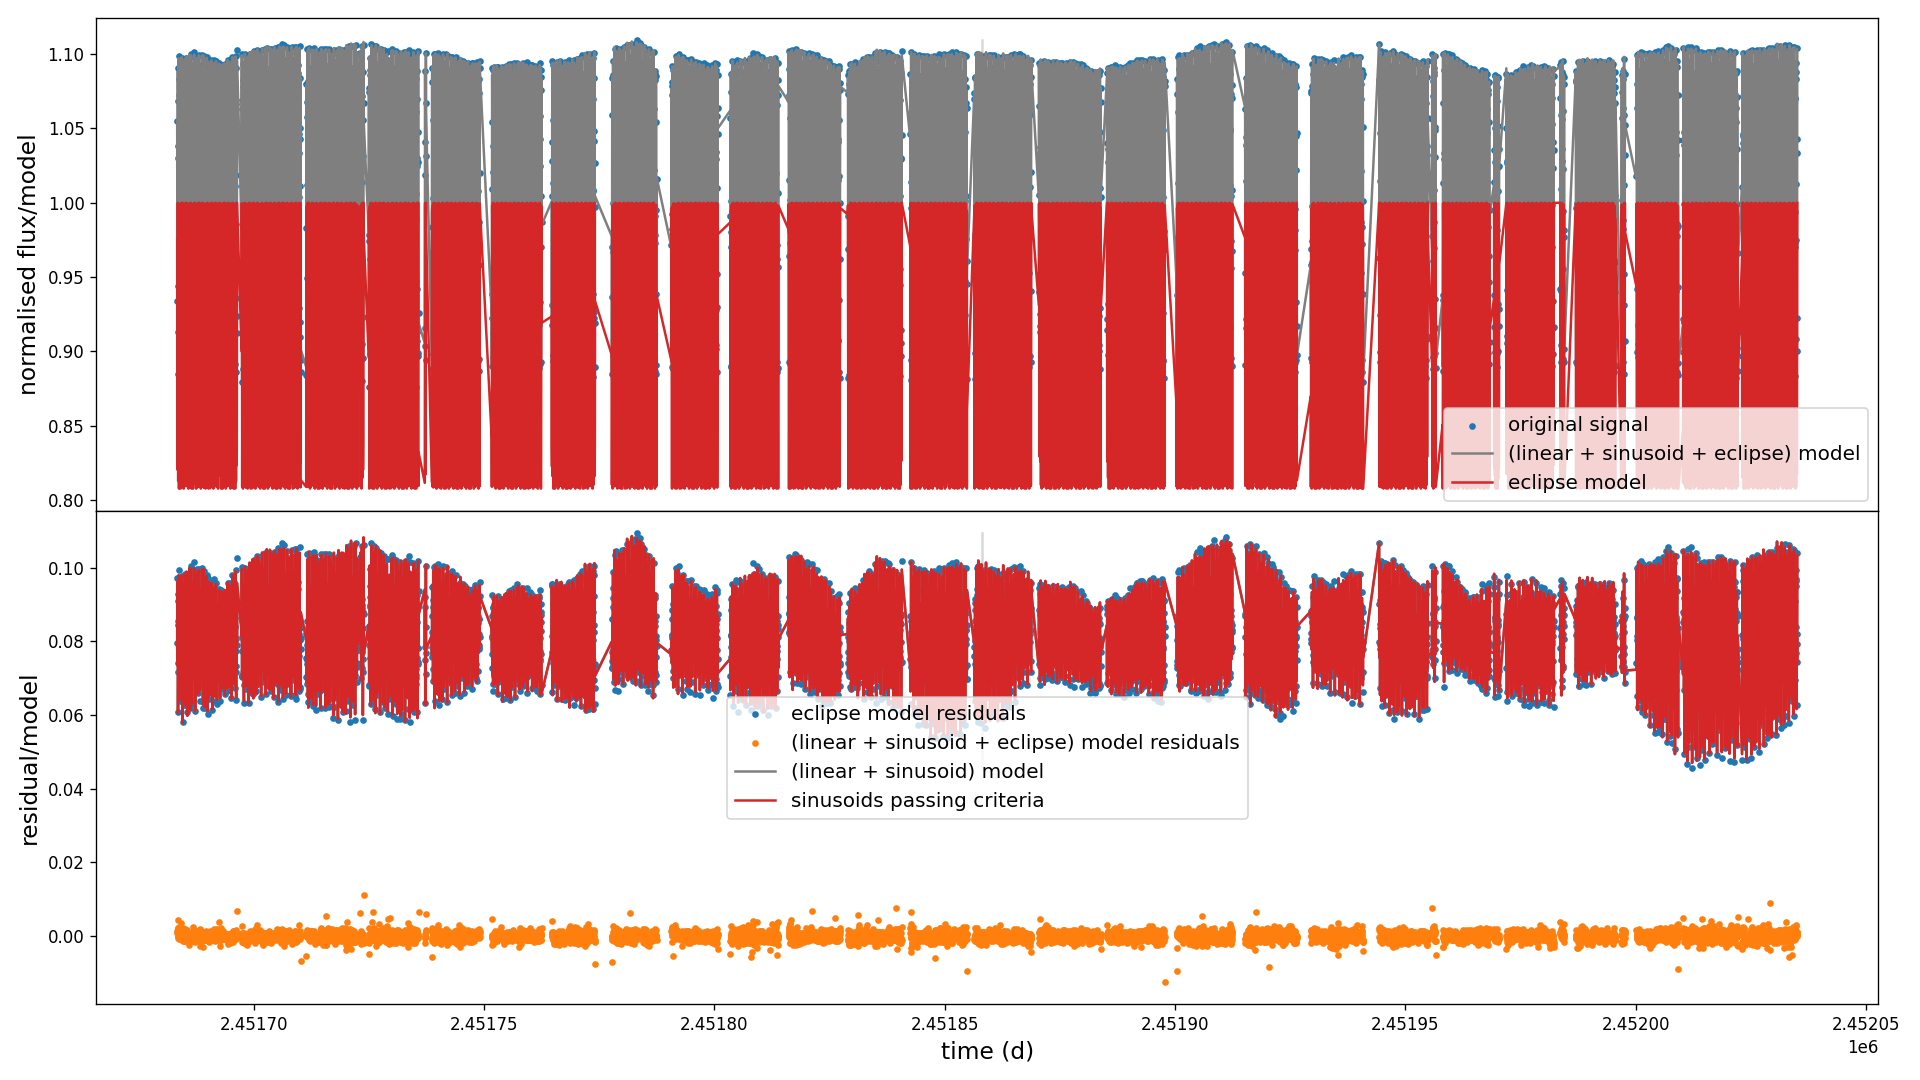 normalised flux/model
1.10
1.05
1.00
0.95
0.90
0.85
0.80
original signal
(linear + sinusoid + eclipse) model
eclipse model
residual/model
0.10
0.08
0.06
0.04
0.02
0.00
eclipse model residuals
(linear + sinusoid + eclipse) model residuals
(linear + sinusoid) model
sinusoids passing criteria
2.45170 2.45175 2.45180 2.45185 2.45190 2.45195 2.45200 2.45205
1e6
time (d)